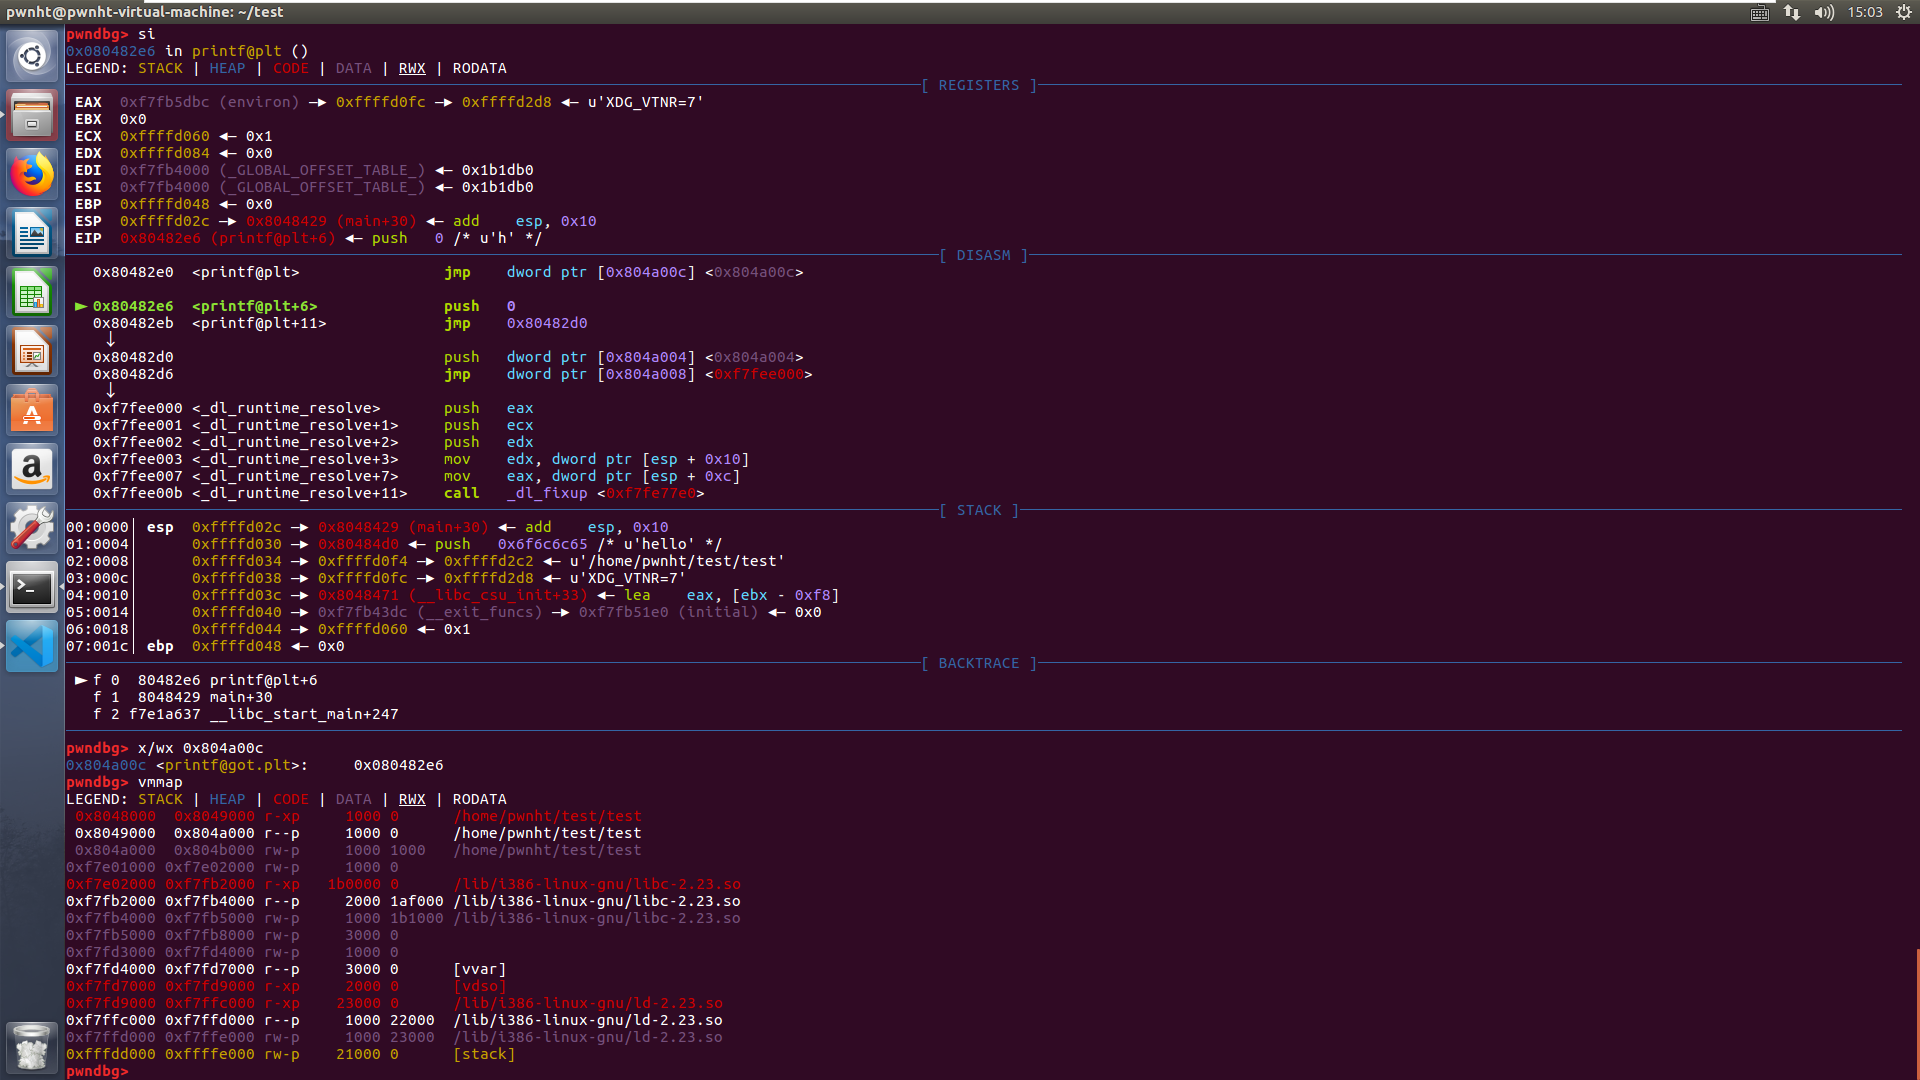 pwnht@pwnht-virtual-machine: ~/test
15:03
pwndbg> si
0x080482e6 in printf@plt ()
LEGEND: STACK | HEAP | CODE | DATA | RWX | RODATA
[ REGISTERS ]
EAX  0xf7fb5dbc (environ) —▸ 0xffffd0fc —▸ 0xffffd2d8 ◂— u'XDG_VTNR=7'
EBX  0x0
ECX  0xffffd060 ◂— 0x1
EDX  0xffffd084 ◂— 0x0
EDI  0xf7fb4000 (_GLOBAL_OFFSET_TABLE_) ◂— 0x1b1db0
ESI  0xf7fb4000 (_GLOBAL_OFFSET_TABLE_) ◂— 0x1b1db0
EBP  0xffffd048 ◂— 0x0
ESP  0xffffd02c —▸ 0x8048429 (main+30) ◂— add    esp, 0x10
EIP  0x80482e6 (printf@plt+6) ◂— push   0 /* u'h' */
[ DISASM ]
0x80482e0  <printf@plt>                jmp    dword ptr [0x804a00c] <0x804a00c>
► 0x80482e6  <printf@plt+6>              push   0
0x80482eb  <printf@plt+11>             jmp    0x80482d0
↓
0x80482d0                              push   dword ptr [0x804a004] <0x804a004>
0x80482d6                              jmp    dword ptr [0x804a008] <0xf7fee000>
↓
0xf7fee000 <_dl_runtime_resolve>       push   eax
0xf7fee001 <_dl_runtime_resolve+1>     push   ecx
0xf7fee002 <_dl_runtime_resolve+2>     push   edx
0xf7fee003 <_dl_runtime_resolve+3>     mov    edx, dword ptr [esp + 0x10]
0xf7fee007 <_dl_runtime_resolve+7>     mov    eax, dword ptr [esp + 0xc]
0xf7fee00b <_dl_runtime_resolve+11>    call   _dl_fixup <0xf7fe77e0>
[ STACK ]
00:0000│ esp  0xffffd02c —▸ 0x8048429 (main+30) ◂— add    esp, 0x10
01:0004│      0xffffd030 —▸ 0x80484d0 ◂— push   0x6f6c6c65 /* u'hello' */
02:0008│      0xffffd034 —▸ 0xffffd0f4 —▸ 0xffffd2c2 ◂— u'/home/pwnht/test/test'
03:000c│      0xffffd038 —▸ 0xffffd0fc —▸ 0xffffd2d8 ◂— u'XDG_VTNR=7'
04:0010│      0xffffd03c —▸ 0x8048471 (__libc_csu_init+33) ◂— lea    eax, [ebx - 0xf8]
05:0014│      0xffffd040 —▸ 0xf7fb43dc (__exit_funcs) —▸ 0xf7fb51e0 (initial) ◂— 0x0
06:0018│      0xffffd044 —▸ 0xffffd060 ◂— 0x1
07:001c│ ebp  0xffffd048 ◂— 0x0
[ BACKTRACE ]
► f 0  80482e6 printf@plt+6
f 1  8048429 main+30
f 2 f7e1a637 __libc_start_main+247
pwndbg> x/wx 0x804a00c
0x804a00c <printf@got.plt>:     0x080482e6
pwndbg> vmmap
LEGEND: STACK | HEAP | CODE | DATA | RWX | RODATA
0x8048000  0x8049000 r-xp     1000 0      /home/pwnht/test/test
0x8049000  0x804a000 r--p     1000 0      /home/pwnht/test/test
0x804a000  0x804b000 rw-p     1000 1000   /home/pwnht/test/test
0xf7e01000 0xf7e02000 rw-p     1000 0
0xf7e02000 0xf7fb2000 r-xp   1b0000 0      /lib/i386-linux-gnu/libc-2.23.so
0xf7fb2000 0xf7fb4000 r--p     2000 1af000 /lib/i386-linux-gnu/libc-2.23.so
0xf7fb4000 0xf7fb5000 rw-p     1000 1b1000 /lib/i386-linux-gnu/libc-2.23.so
0xf7fb5000 0xf7fb8000 rw-p     3000 0
0xf7fd3000 0xf7fd4000 rw-p     1000 0
0xf7fd4000 0xf7fd7000 r--p     3000 0      [vvar]
0xf7fd7000 0xf7fd9000 r-xp     2000 0      [vdso]
0xf7fd9000 0xf7ffc000 r-xp    23000 0      /lib/i386-linux-gnu/ld-2.23.so
0xf7ffc000 0xf7ffd000 r--p     1000 22000  /lib/i386-linux-gnu/ld-2.23.so
0xf7ffd000 0xf7ffe000 rw-p     1000 23000  /lib/i386-linux-gnu/ld-2.23.so
0xfffdd000 0xffffe000 rw-p    21000 0      [stack]
pwndbg>